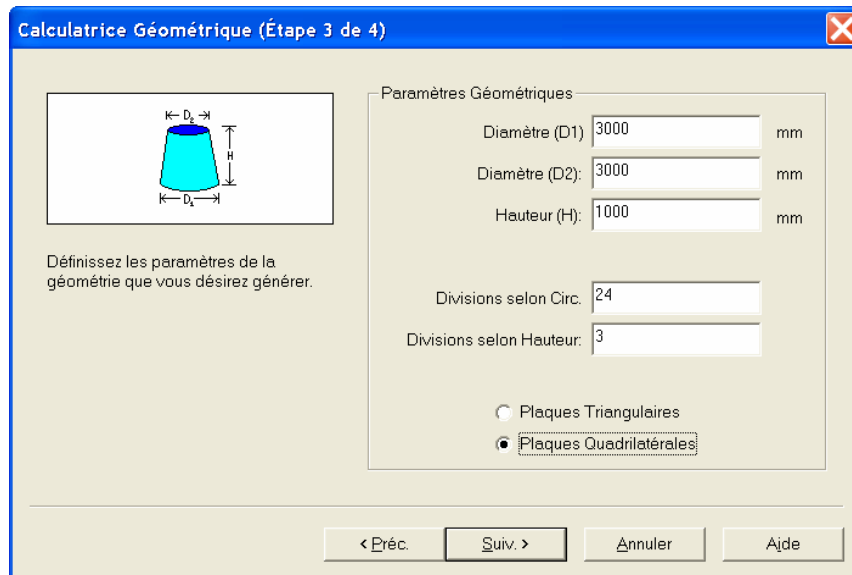 Calculatrice Géométrique (Étape 3 de 4)
D2
H
D1
Définissez les paramètres de la
géométrie que vous désirez générer.
Paramètres Géométriques
Diamètre (D1) 3000 mm
Diamètre (D2): 3000 mm
Hauteur (H): 1000 mm
Divisions selon Circ. 24
Divisions selon Hauteur: 3
Plaques Triangulaires
Plaques Quadrilatérales
< Préc. Suiv. > Annuler Aide